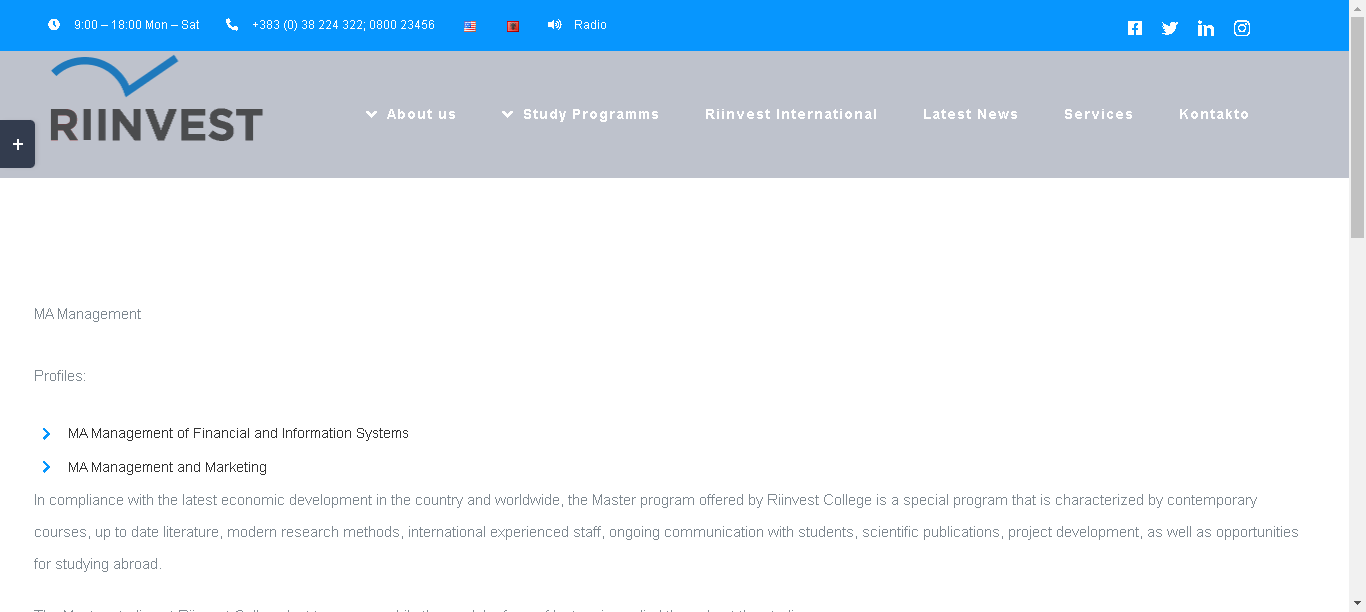 9:00 – 18:00 Mon – Sat
+383 (0) 38 224 322; 0800 23456
Radio
RIINVEST
About us
Study Programms
Riinvest International
Latest News
Services
Kontakto
+
MA Management
Profiles:
MA Management of Financial and Information Systems
MA Management and Marketing
In compliance with the latest economic development in the country and worldwide, the Master program offered by Riinvest College is a special program that is characterized by contemporary
courses, up to date literature, modern research methods, international experienced staff, ongoing communication with students, scientific publications, project development, as well as opportunities
for studying abroad.